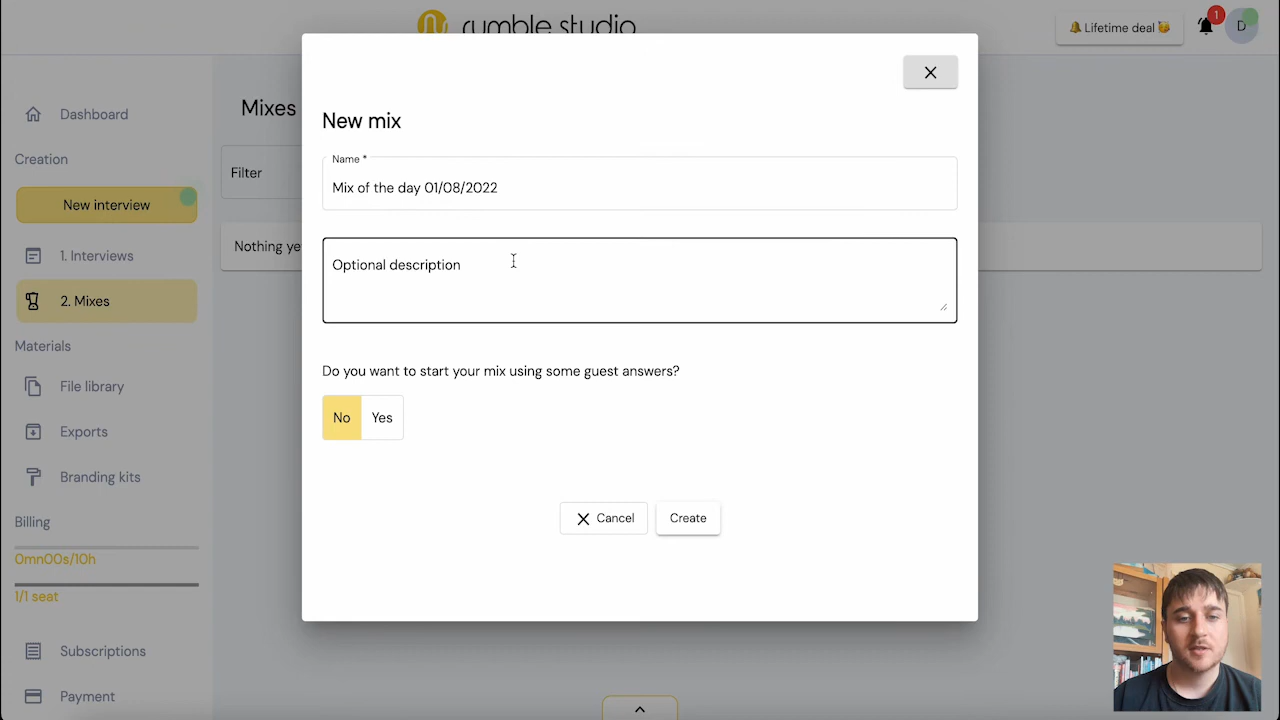 rumble studio
🔔 Lifetime deal 🥳
1
D
Dashboard
Creation
New interview
1. Interviews
2. Mixes
Materials
File library
Exports
Branding kits
Billing
0mn00s/10h
1/1 seat
Subscriptions
Payment
Mixes
Filter
Nothing ye
New mix
Name *
Mix of the day 01/08/2022
Optional description
Do you want to start your mix using some guest answers?
No Yes
Cancel Create